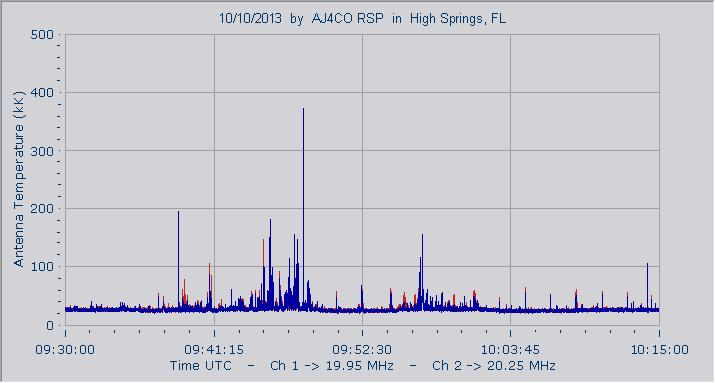 10/10/2013 by AJ4CO RSP in High Springs, FL
Antenna Temperature (kK)
500
400
300
200
100
0
09:30:00 09:41:15 09:52:30 10:03:45 10:15:00
Time UTC - Ch 1 -> 19.95 MHz - Ch 2 -> 20.25 MHz